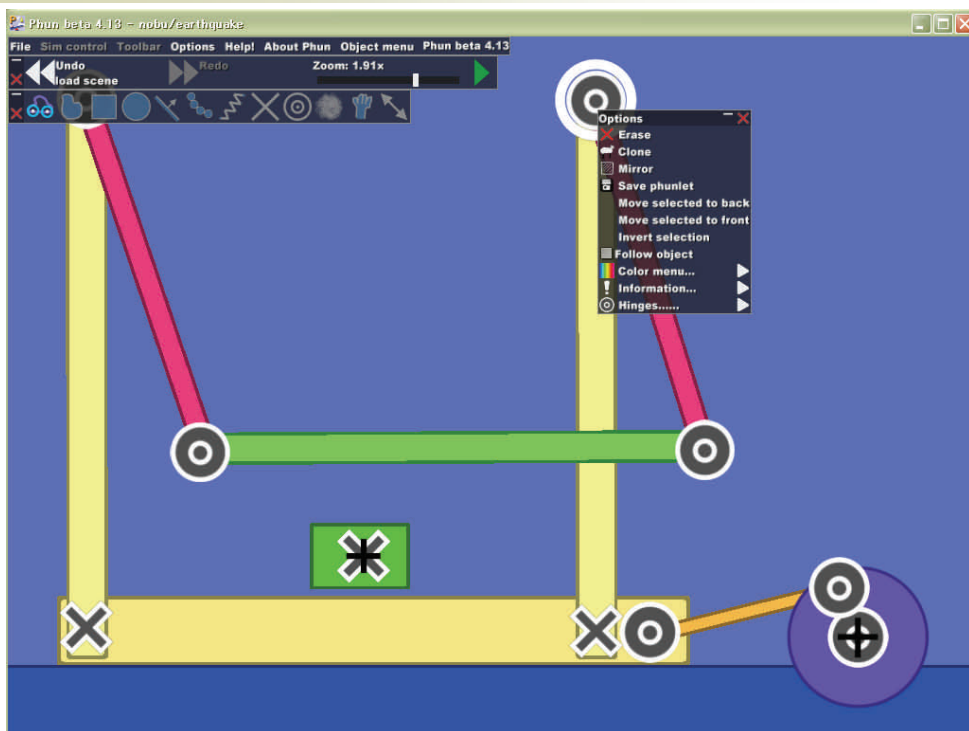 Phun beta 4.13 - nobu/earthquake
File Sim control Toolbar Options Help! About Phun Object menu Phun beta 4.13
Undo Redo Zoom: 1.91x
load scene
Options
Erase
Clone
Mirror
Save phunlet
Move selected to back
Move selected to front
Invert selection
Follow object
Color menu...
Information...
Hinges......